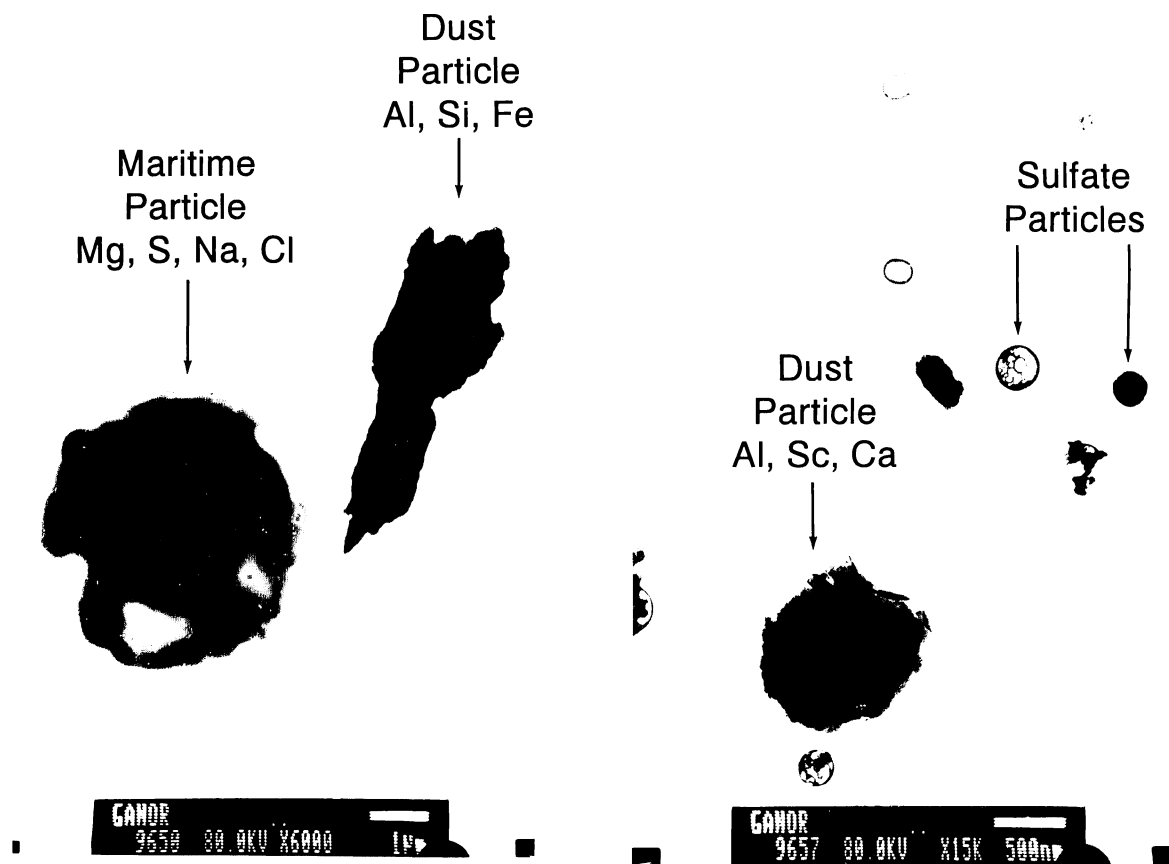 Dust
Particle
Al, Si, Fe
Maritime
Particle
Mg, S, Na, Cl
GANOR
9650 80.0KV X6000 1µ
Sulfate
Particles
Dust
Particle
Al, Sc, Ca
GANOR
9657 80.0KV X15K 500n